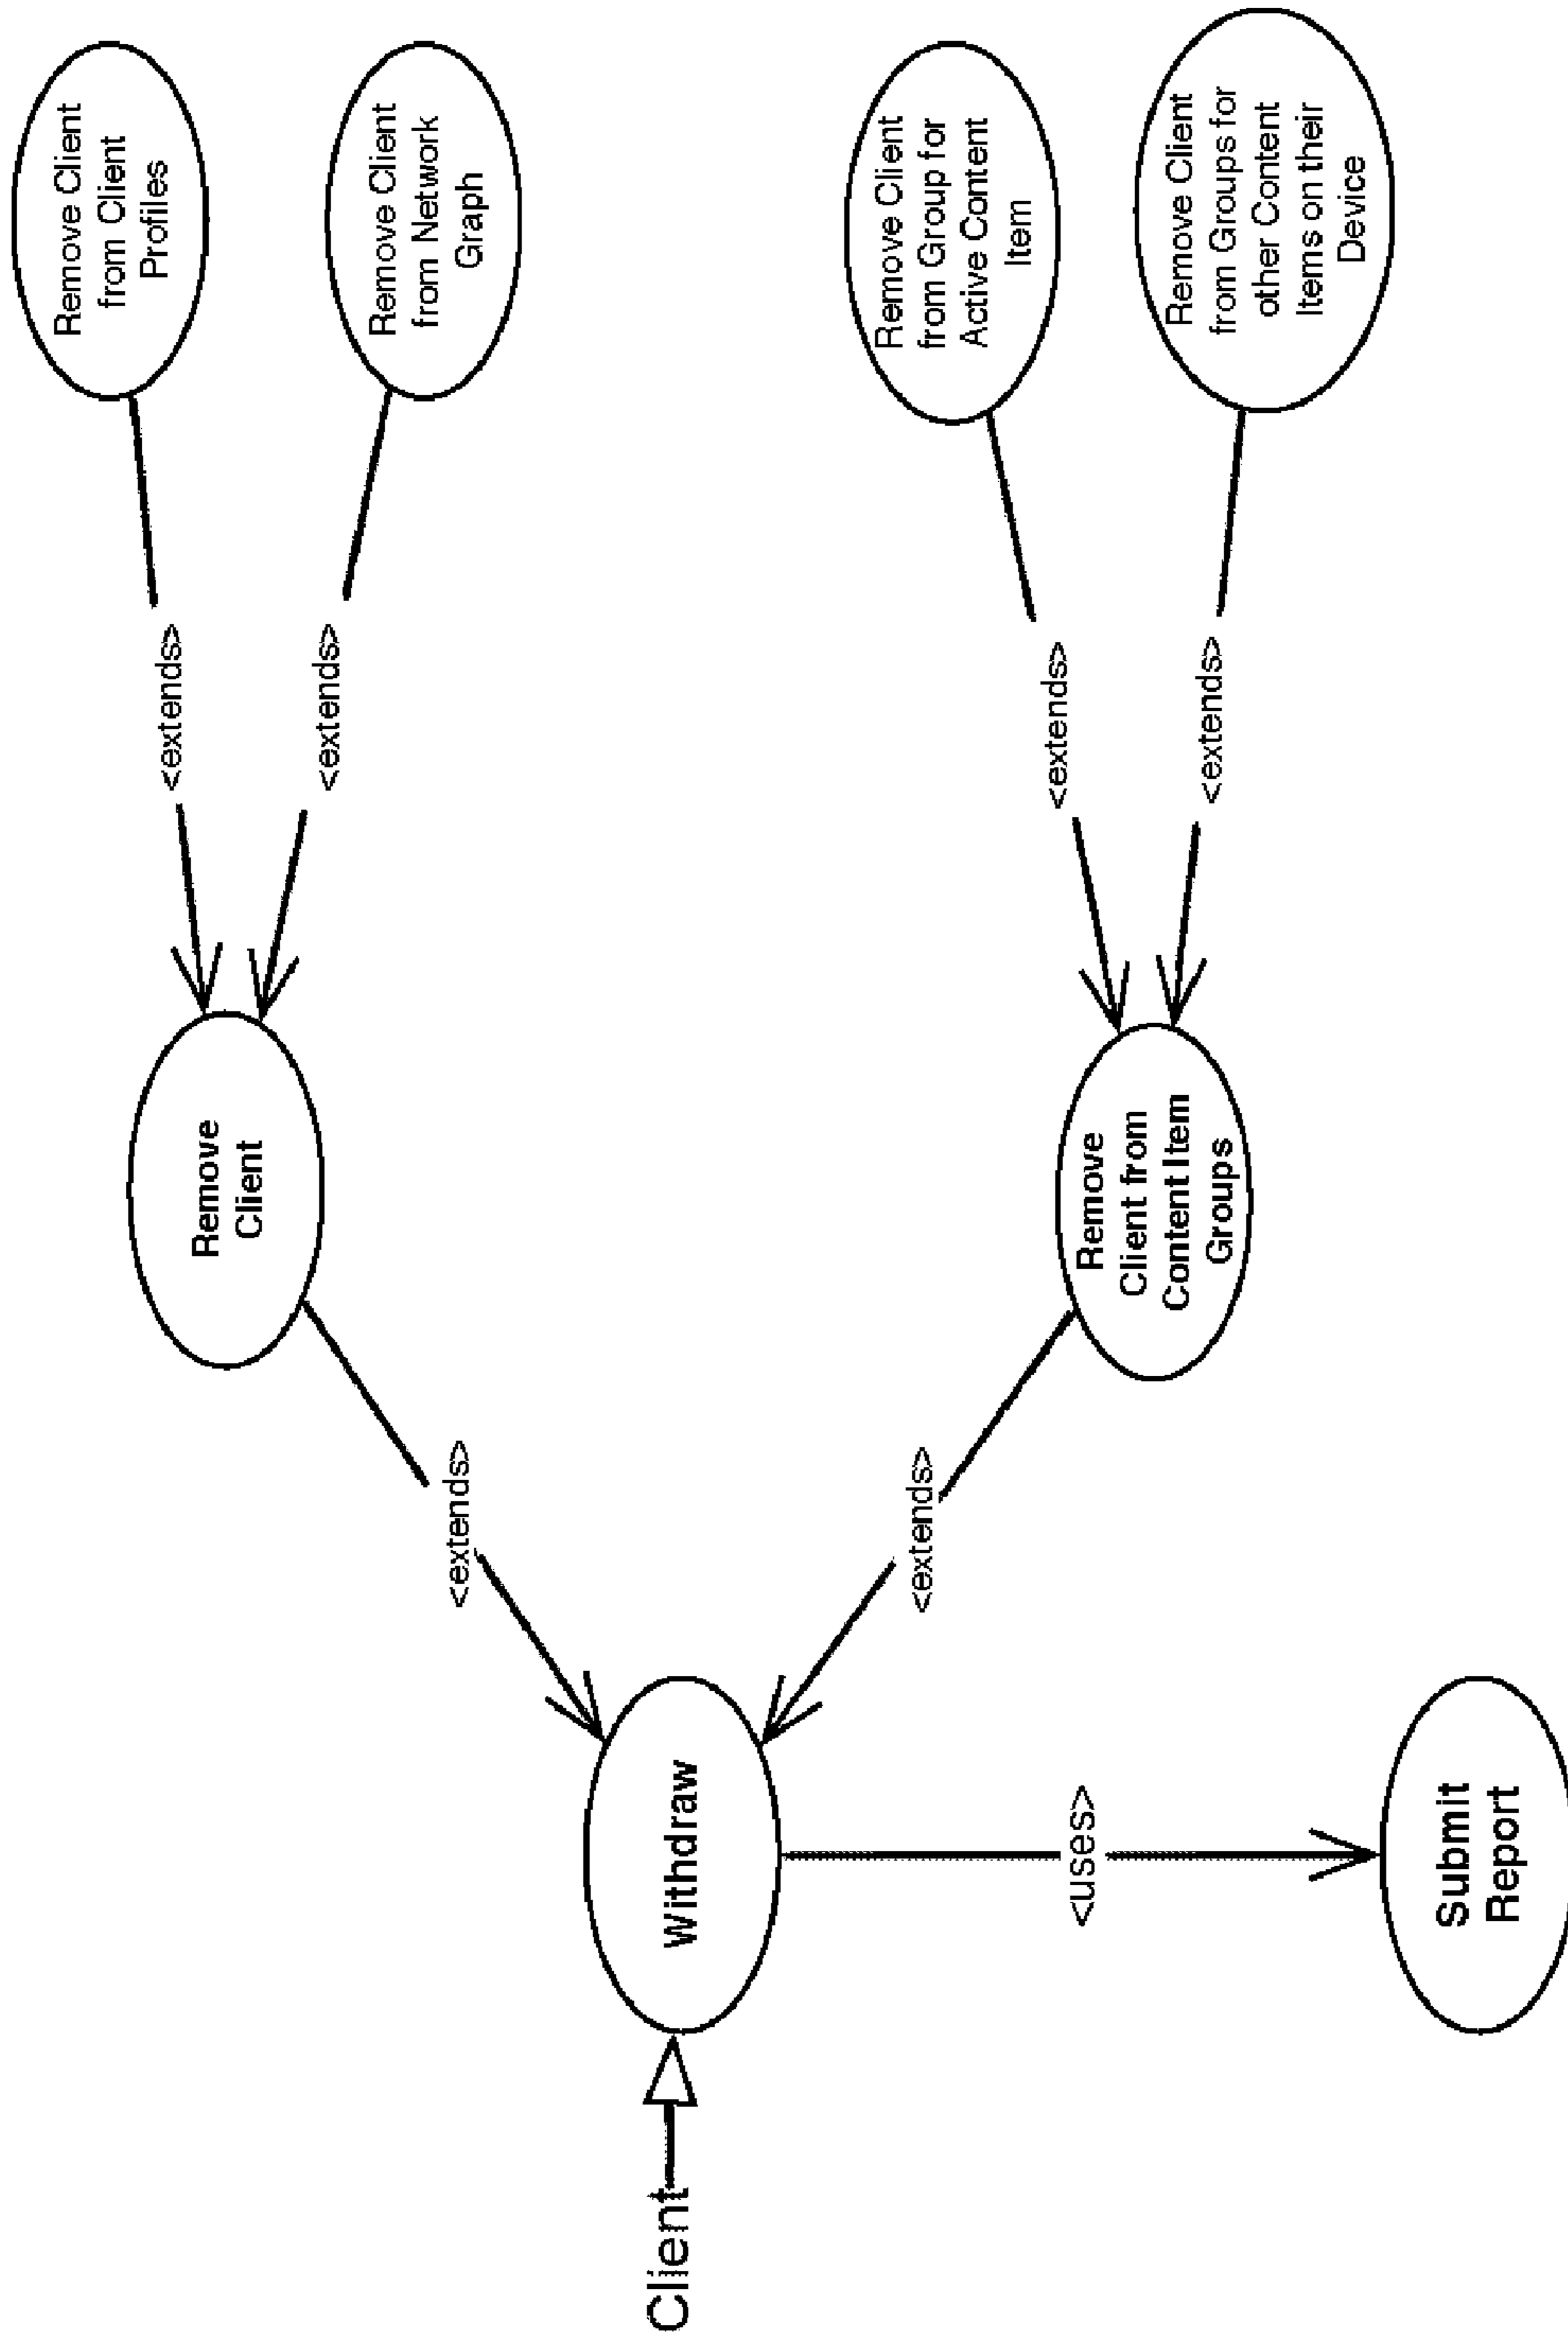 Client
Withdraw
<uses>
Submit
Report
<extends>
Remove
Client
<extends>
Remove Client
from Client
Profiles
<extends>
Remove Client
from Network
Graph
<extends>
Remove
Client from
Content Item
Groups
<extends>
Remove Client
from Group for
Active Content
Item
<extends>
Remove Client
from Groups for
other Content
Items on their
Device